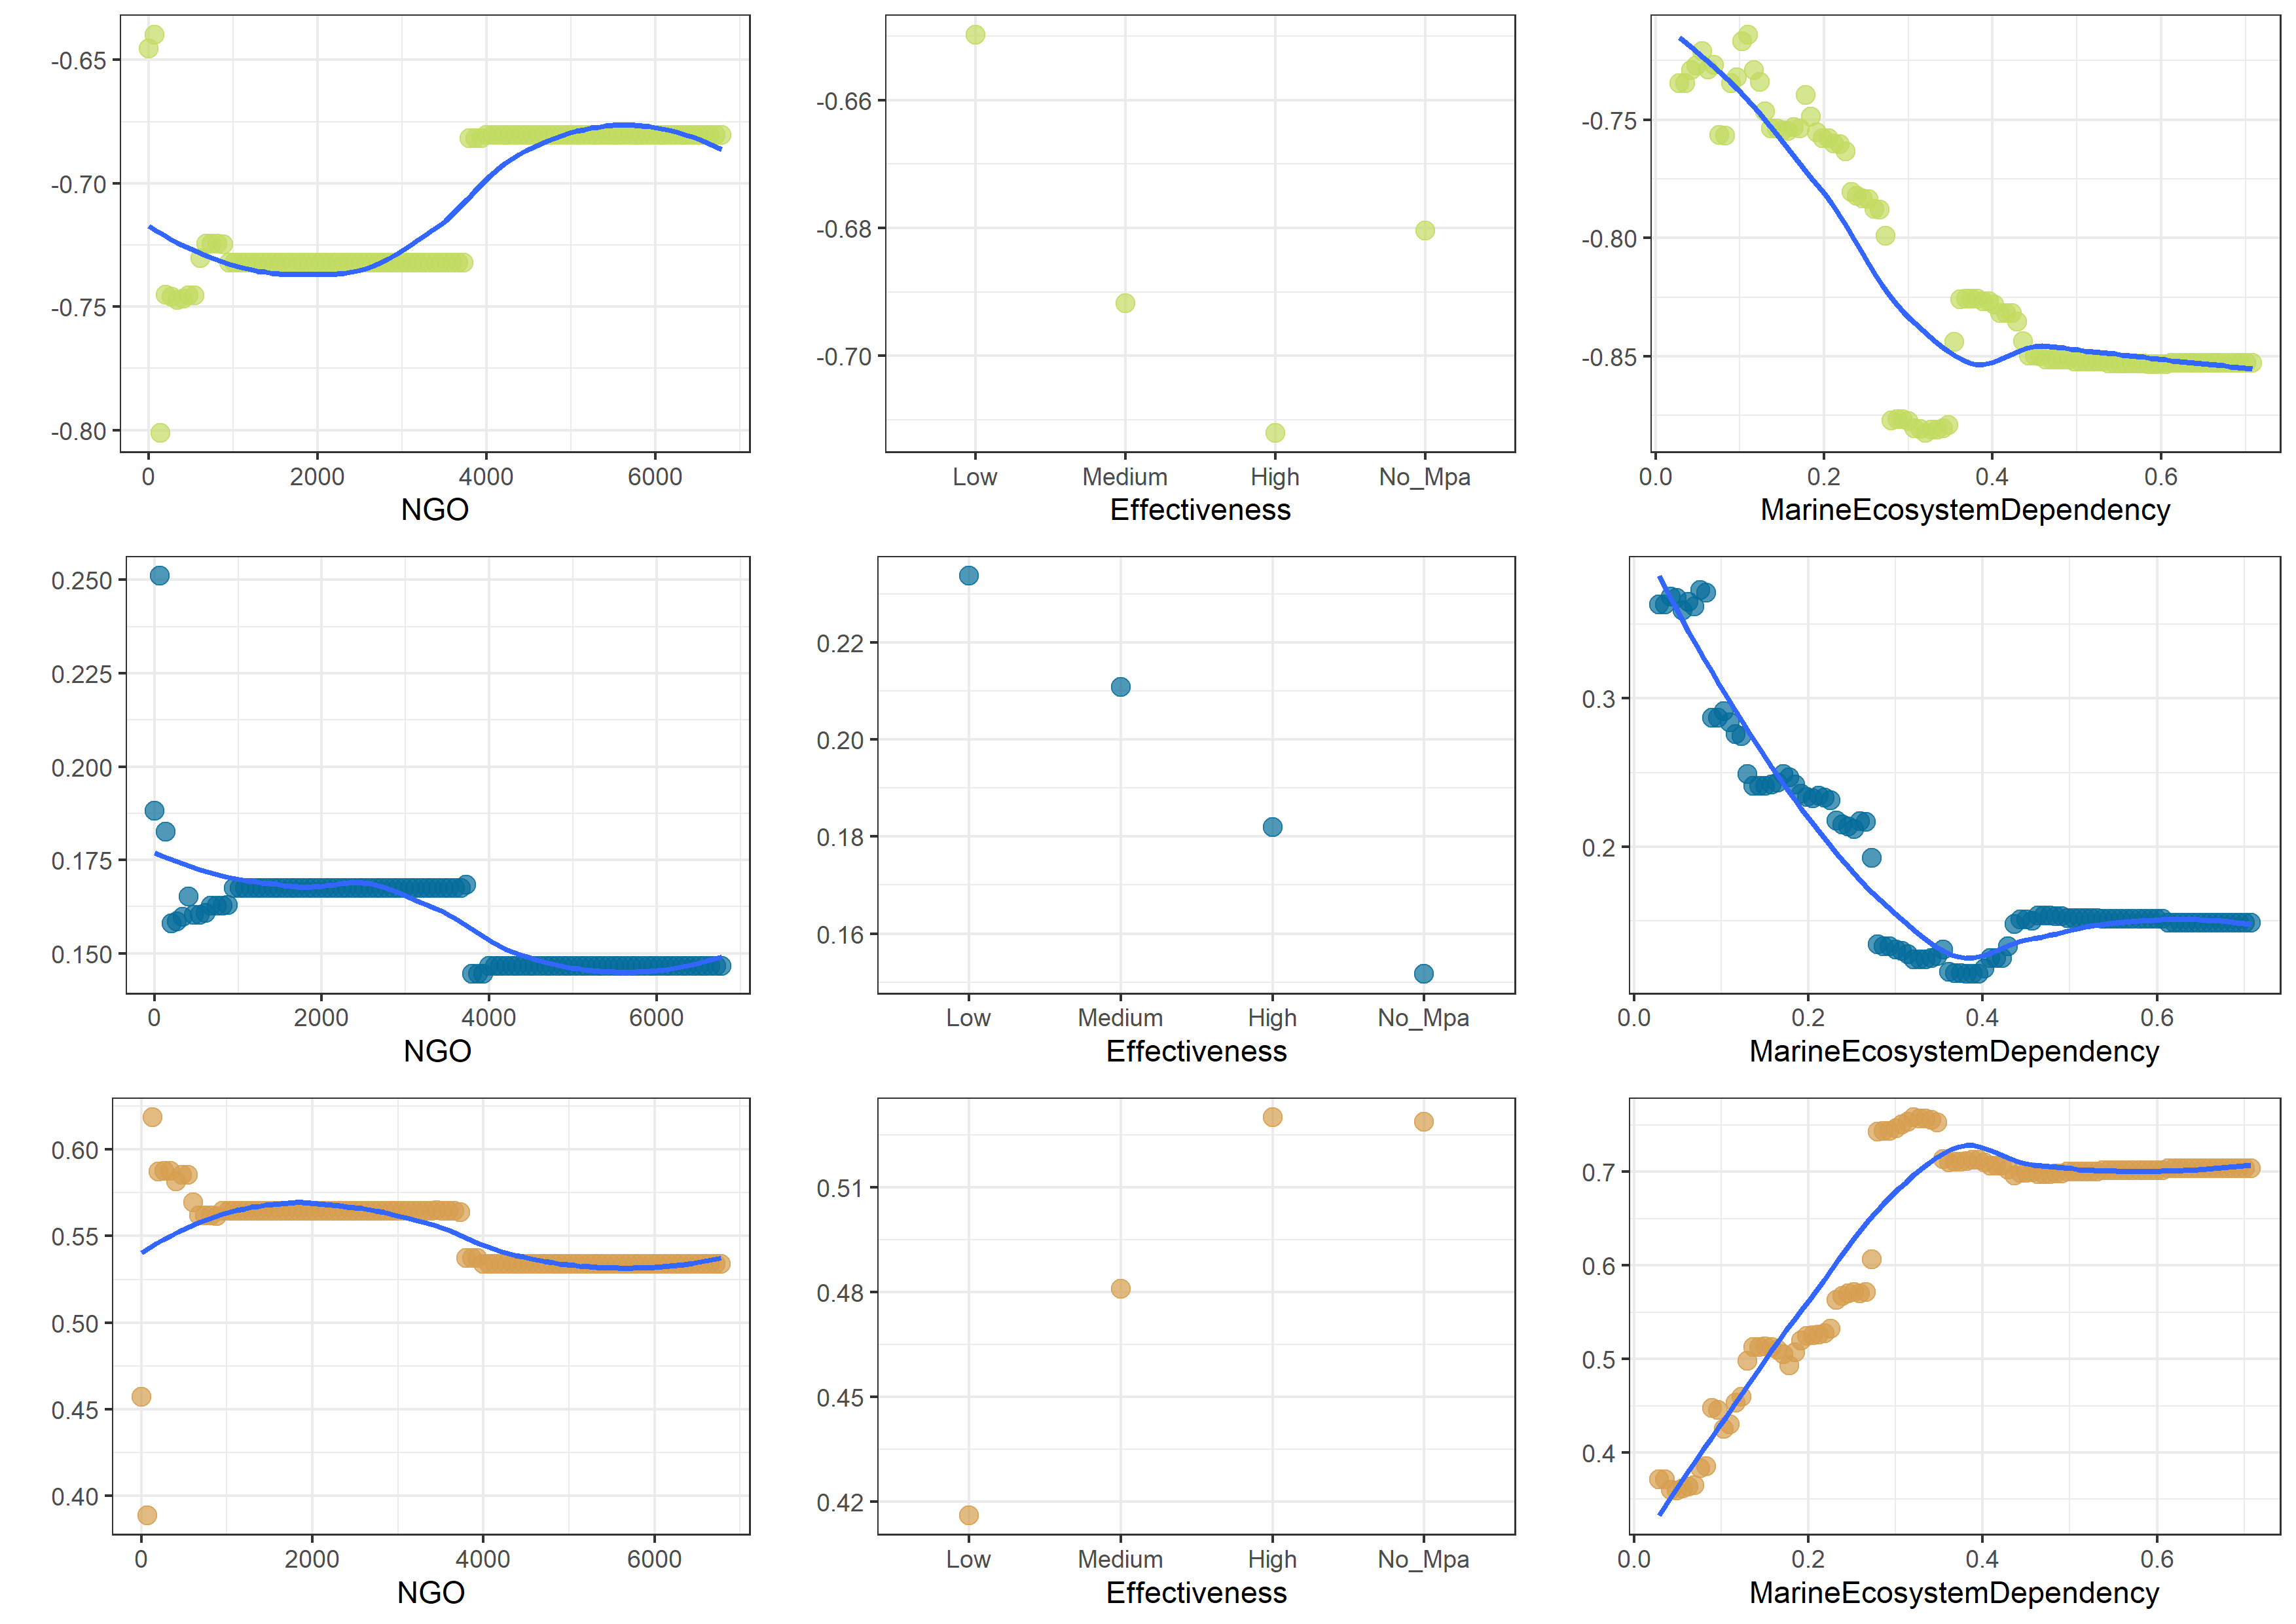 -0.65
-0.70
-0.75
-0.80
0 2000 4000 6000
NGO
-0.66
-0.68
-0.70
Low Medium High No_Mpa
Effectiveness
-0.75
-0.80
-0.85
0.0 0.2 0.4 0.6
MarineEcosystemDependency
0.250
0.225
0.200
0.175
0.150
0 2000 4000 6000
NGO
0.22
0.20
0.18
0.16
Low Medium High No_Mpa
Effectiveness
0.3
0.2
0.0 0.2 0.4 0.6
MarineEcosystemDependency
0.60
0.55
0.50
0.45
0.40
0 2000 4000 6000
NGO
0.51
0.48
0.45
0.42
Low Medium High No_Mpa
Effectiveness
0.7
0.6
0.5
0.4
0.0 0.2 0.4 0.6
MarineEcosystemDependency